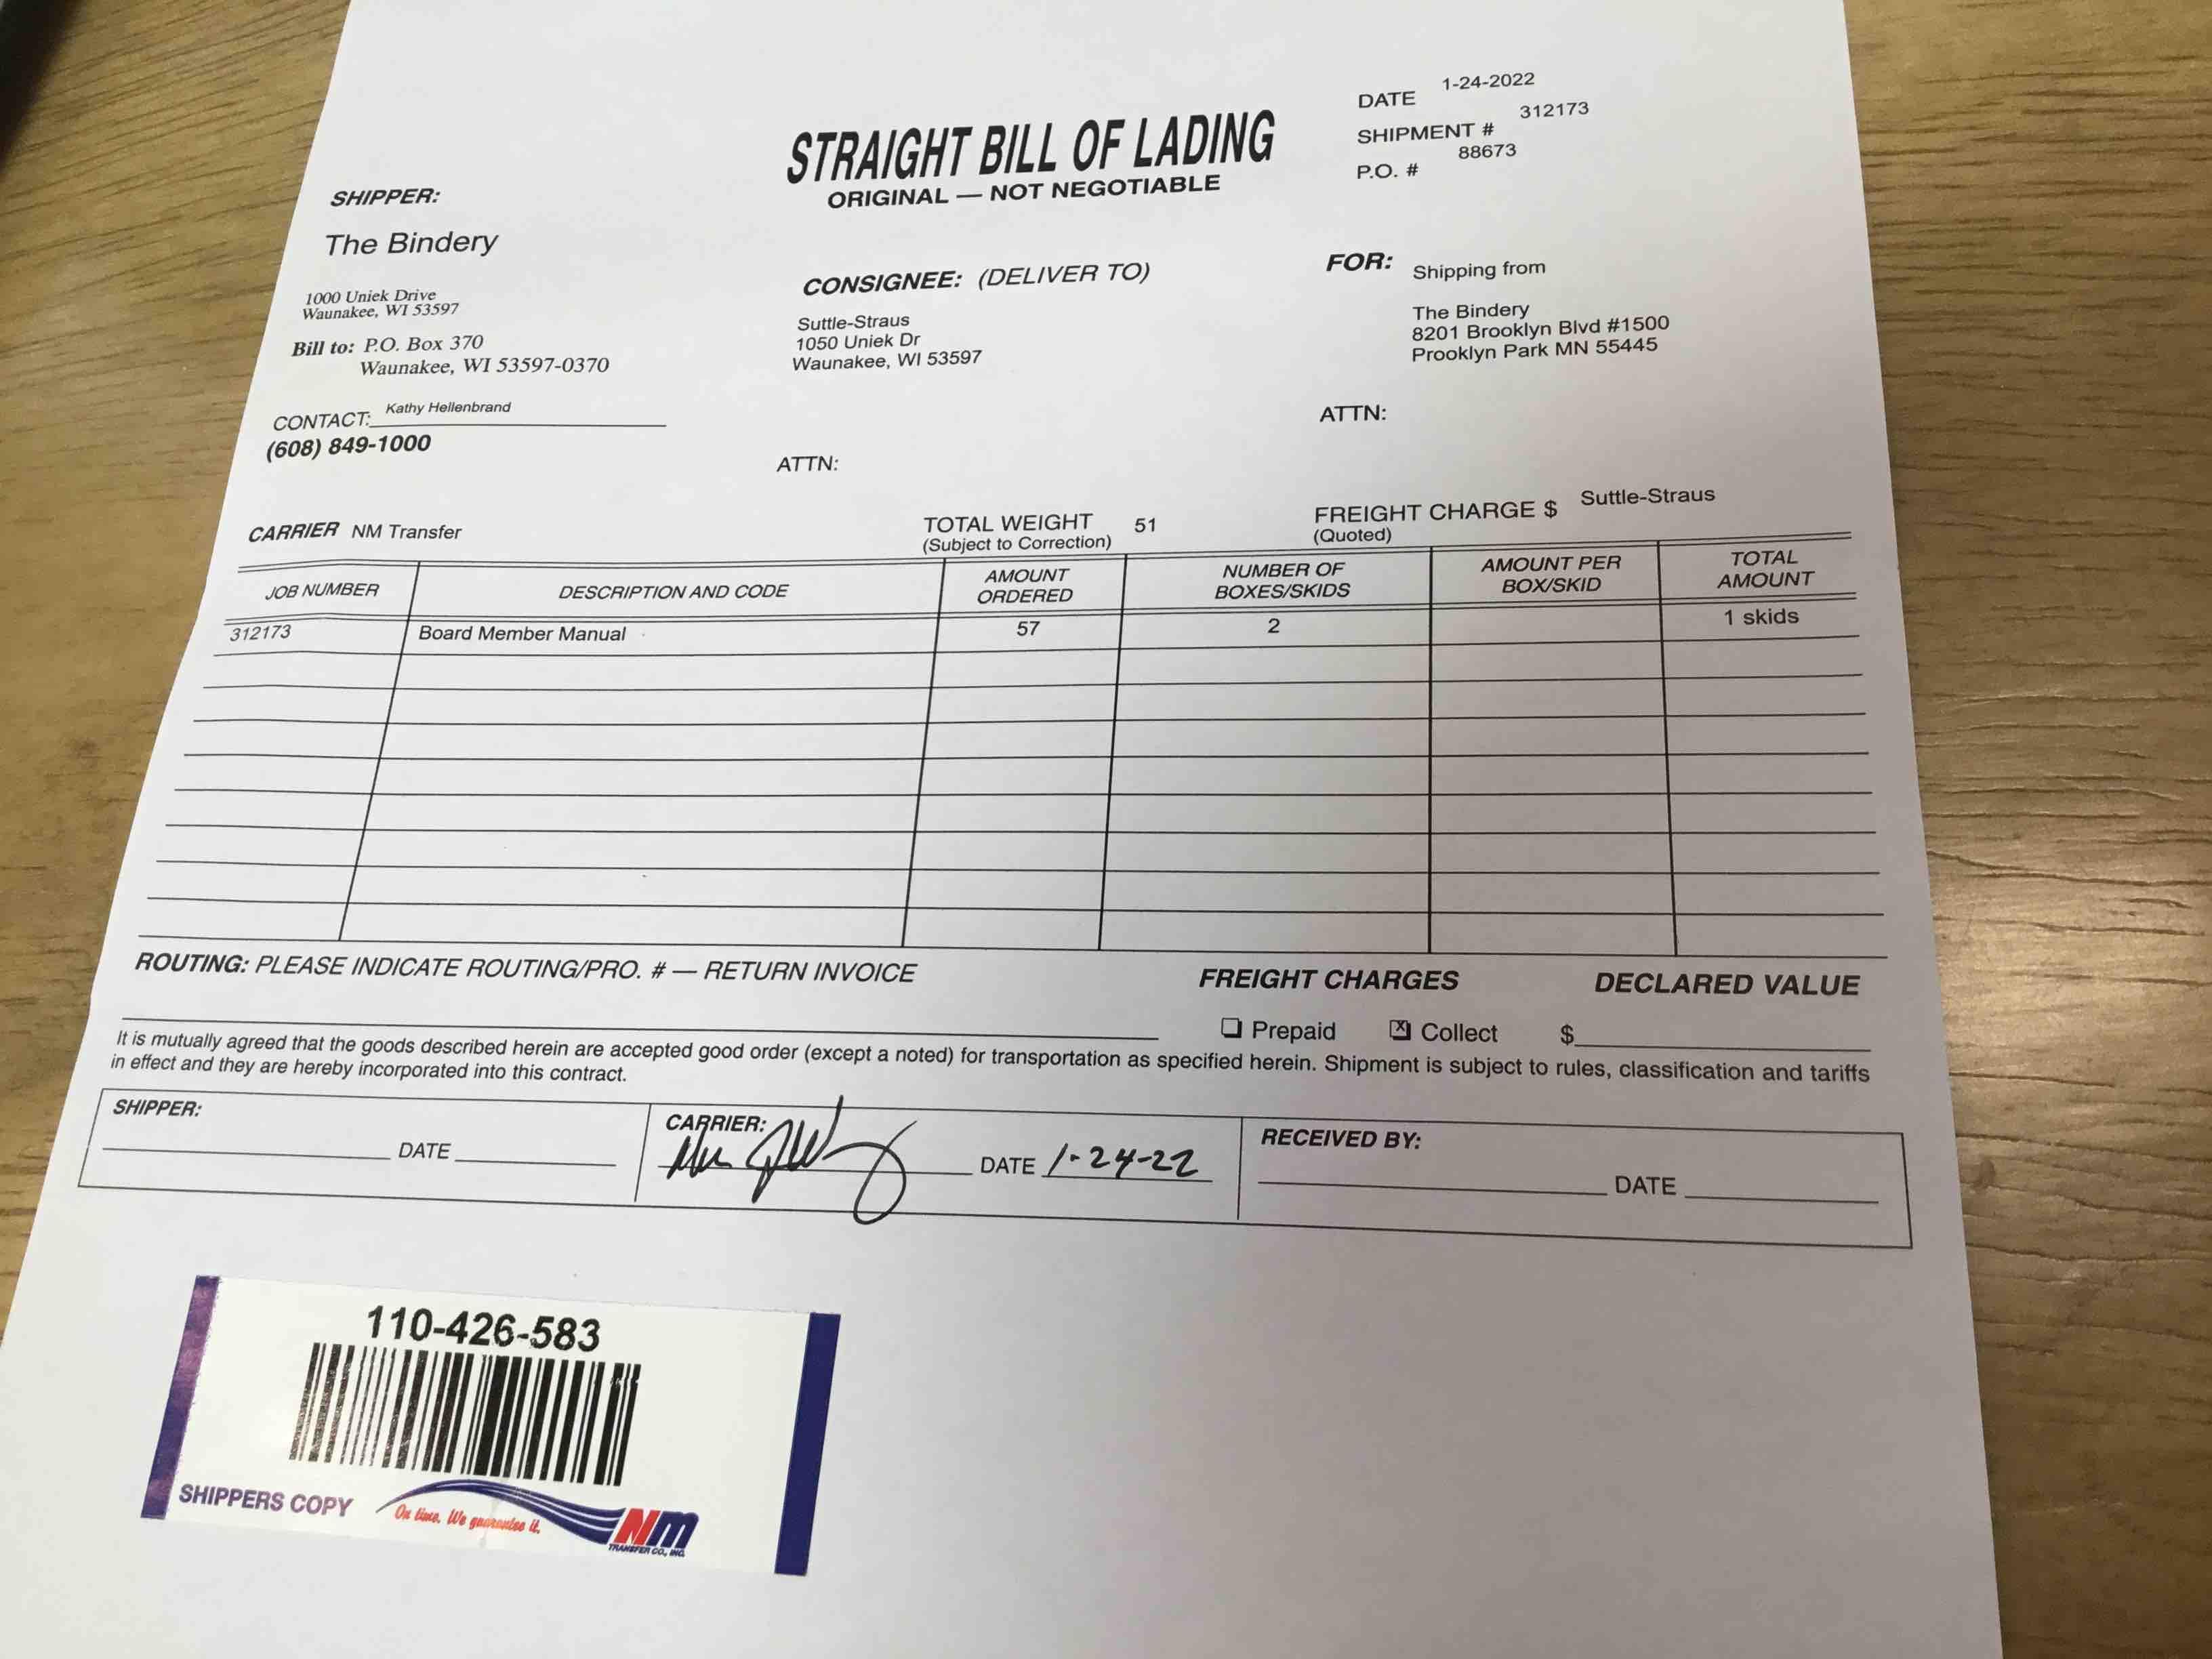 STRAIGHT BILL OF LADING
ORIGINAL — NOT NEGOTIABLE
DATE 1-24-2022
SHIPMENT # 312173
P.O. # 88673
SHIPPER:
The Bindery
1000 Uniek Drive
Waunakee, WI 53597
Bill to: P.O. Box 370
Waunakee, WI 53597-0370
CONTACT: Kathy Hellenbrand
(608) 849-1000
CONSIGNEE: (DELIVER TO)
Suttle-Straus
1050 Uniek Dr
Waunakee, WI 53597
ATTN:
FOR: Shipping from
The Bindery
8201 Brooklyn Blvd #1500
Prooklyn Park MN 55445
ATTN:
CARRIER NM Transfer
TOTAL WEIGHT 51
(Subject to Correction)
FREIGHT CHARGE $ Suttle-Straus
(Quoted)
JOB NUMBER
DESCRIPTION AND CODE
AMOUNT
ORDERED
NUMBER OF
BOXES/SKIDS
AMOUNT PER
BOX/SKID
TOTAL
AMOUNT
312173 Board Member Manual 57 2 1 skids
ROUTING: PLEASE INDICATE ROUTING/PRO. # — RETURN INVOICE
FREIGHT CHARGES
DECLARED VALUE
Prepaid X Collect $
It is mutually agreed that the goods described herein are accepted good order (except a noted) for transportation as specified herein. Shipment is subject to rules, classification and tariffs
in effect and they are hereby incorporated into this contract.
SHIPPER:
DATE
CARRIER:
DATE 1-24-22
RECEIVED BY:
DATE
110-426-583
SHIPPERS COPY
On time. We guarantee it.
NM
TRANSFER CO., INC.